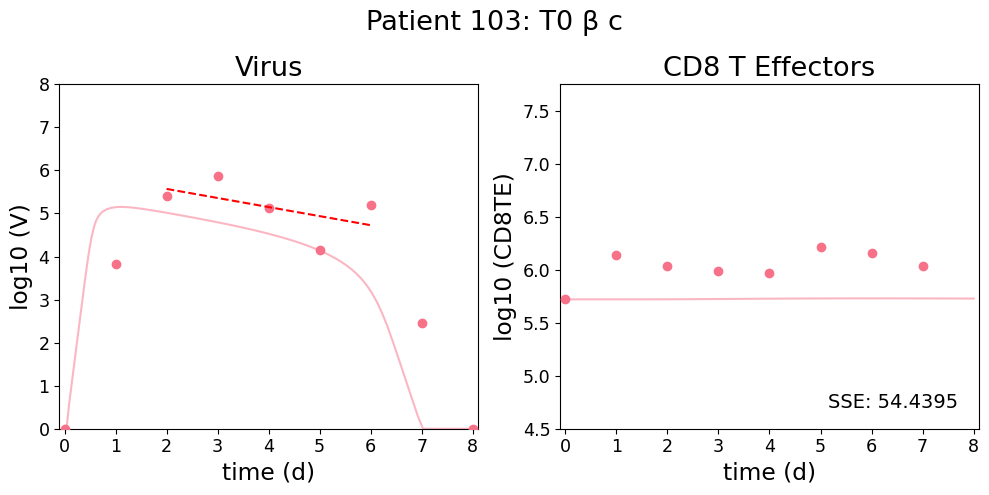 Patient 103: T0 β c
Virus
CD8 T Effectors
log10 (V)
8
7
6
5
4
3
2
1
0
0 1 2 3 4 5 6 7 8
time (d)
log10 (CD8TE)
7.5
7.0
6.5
6.0
5.5
5.0
4.5
SSE: 54.4395
0 1 2 3 4 5 6 7 8
time (d)